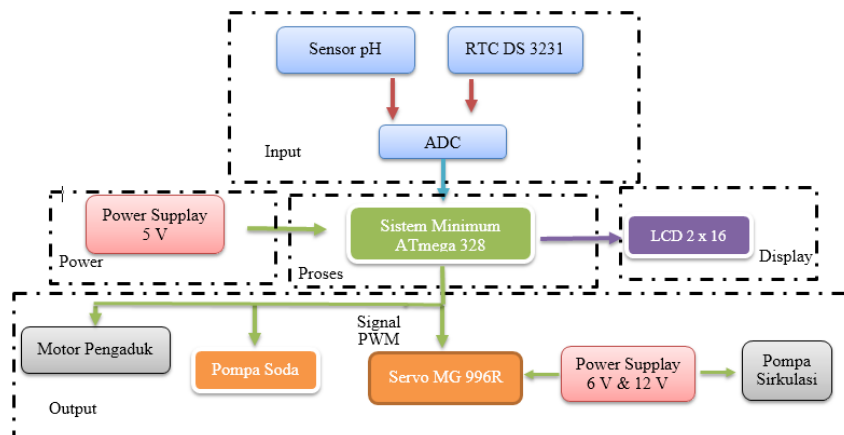 Sensor pH
RTC DS 3231
ADC
Input
Power Supplay
5 V
Power
Sistem Minimum
ATmega 328
Proses
LCD 2 x 16
Display
Motor Pengaduk
Pompa Soda
Signal
PWM
Servo MG 996R
Power Supplay
6 V & 12 V
Pompa
Sirkulasi
Output